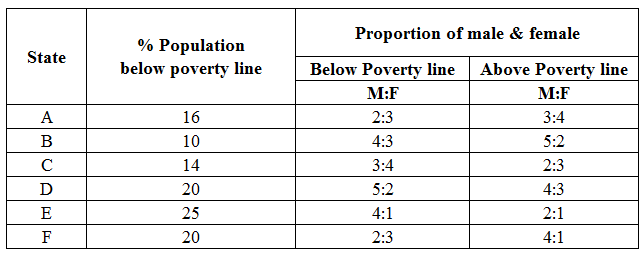 State % Population below poverty line Proportion of male & female
Below Poverty line Above Poverty line
M:F M:F
A 16 2:3 3:4
B 10 4:3 5:2
C 14 3:4 2:3
D 20 5:2 4:3
E 25 4:1 2:1
F 20 2:3 4:1